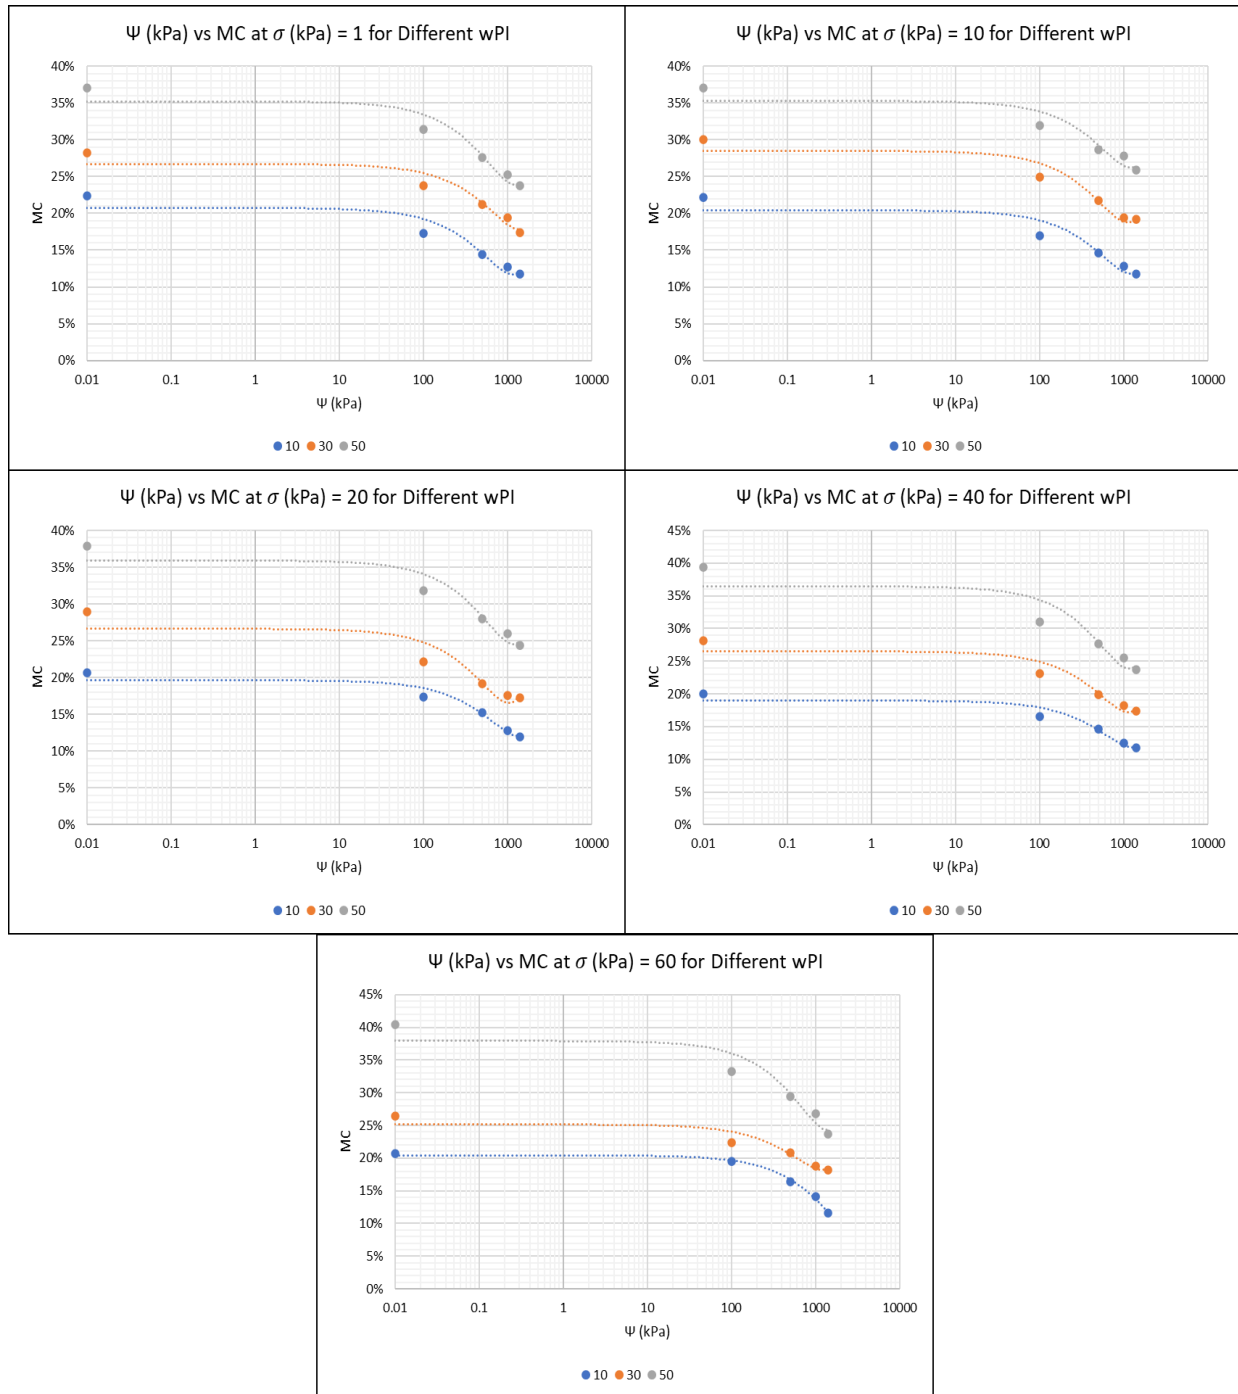 Ψ (kPa) vs MC at σ (kPa) = 1 for Different wPI
40%
35%
30%
25%
20%
15%
10%
5%
0%
MC
0.01 0.1 1 10 100 1000 10000
Ψ (kPa)
10 30 50
Ψ (kPa) vs MC at σ (kPa) = 10 for Different wPI
40%
35%
30%
25%
20%
15%
10%
5%
0%
MC
0.01 0.1 1 10 100 1000 10000
Ψ (kPa)
10 30 50
Ψ (kPa) vs MC at σ (kPa) = 20 for Different wPI
40%
35%
30%
25%
20%
15%
10%
5%
0%
MC
0.01 0.1 1 10 100 1000 10000
Ψ (kPa)
10 30 50
Ψ (kPa) vs MC at σ (kPa) = 40 for Different wPI
45%
40%
35%
30%
25%
20%
15%
10%
5%
0%
MC
0.01 0.1 1 10 100 1000 10000
Ψ (kPa)
10 30 50
Ψ (kPa) vs MC at σ (kPa) = 60 for Different wPI
45%
40%
35%
30%
25%
20%
15%
10%
5%
0%
MC
0.01 0.1 1 10 100 1000 10000
Ψ (kPa)
10 30 50